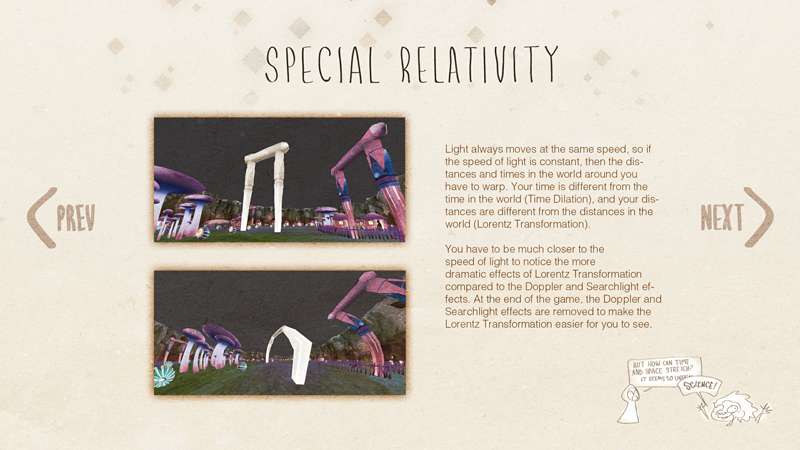 SPECIAL RELATIVITY
Light always moves at the same speed, so if
the speed of light is constant, then the dis-
tances and times in the world around you
have to warp. Your time is different from the
time in the world (Time Dilation), and your dis-
tances are different from the distances in the
world (Lorentz Transformation).
You have to be much closer to the
speed of light to notice the more
dramatic effects of Lorentz Transformation
compared to the Doppler and Searchlight ef-
fects. At the end of the game, the Doppler and
Searchlight effects are removed to make the
Lorentz Transformation easier for you to see.
PREV
NEXT
BUT HOW CAN TIME
AND SPACE STRETCH?
IT SEEMS SO
SCIENCE!